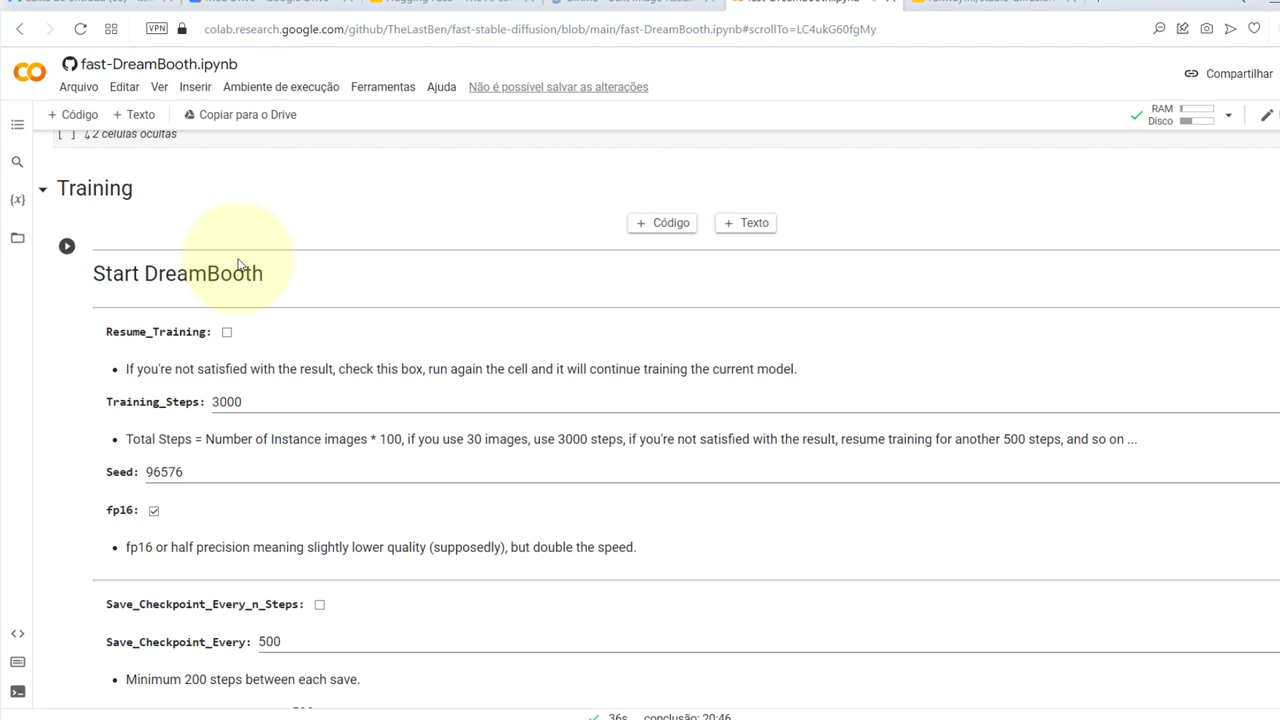 colab.research.google.com/github/TheLastBen/fast-stable-diffusion/blob/main/fast-DreamBooth.ipynb#scrollTo=LC4ukG60fgMy
VPN
fast-DreamBooth.ipynb
Arquivo Editar Ver Inserir Ambiente de execução Ferramentas Ajuda Não é possível salvar as alterações
Compartilhar
+ Código + Texto Copiar para o Drive
RAM
Disco
[ ] ↳ 2 células ocultas
Training
+ Código + Texto
Start DreamBooth
Resume_Training:
• If you're not satisfied with the result, check this box, run again the cell and it will continue training the current model.
Training_Steps: 3000
• Total Steps = Number of Instance images * 100, if you use 30 images, use 3000 steps, if you're not satisfied with the result, resume training for another 500 steps, and so on ...
Seed: 96576
fp16:
• fp16 or half precision meaning slightly lower quality (supposedly), but double the speed.
Save_Checkpoint_Every_n_Steps:
Save_Checkpoint_Every: 500
• Minimum 200 steps between each save.
36s conclusão: 20:46